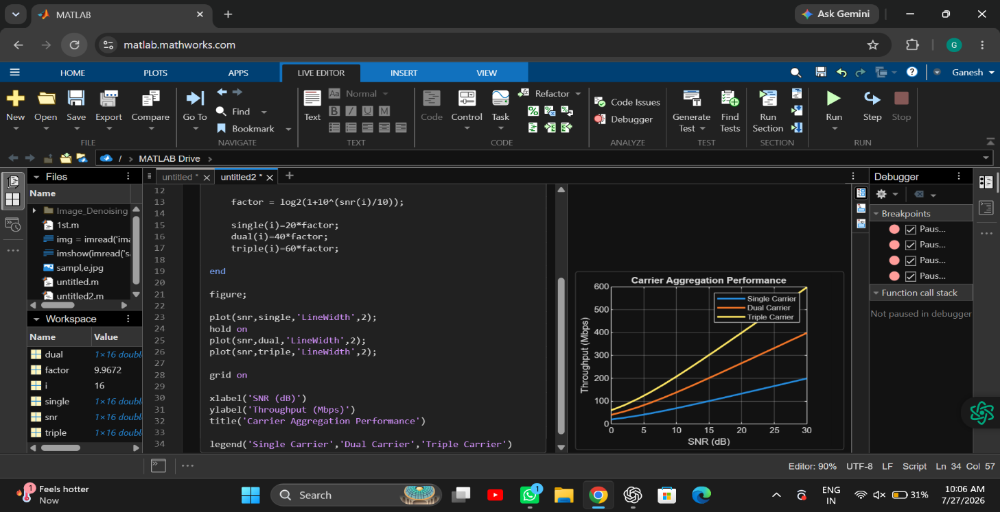 MATLAB
Ask Gemini
matlab.mathworks.com
G
HOME PLOTS APPS LIVE EDITOR INSERT VIEW
Ganesh
New Open Save Export Compare
FILE
Go To Find Bookmark
NAVIGATE
Text Aa Normal
B I U M
TEXT
Code Control Task Refactor
CODE
Code Issues
Debugger
ANALYZE
Generate Test Find Tests
TEST
Run Section
SECTION
Run Step Stop
RUN
/ > MATLAB Drive >
Files
Name
Image_Denoising
1st.m
img = imread('ima
imshow(imread('sa
sampl,e.jpg
untitled.m
untitled2.m
Workspace
Name Value
dual 1×16 doubl
factor 9.9672
i 16
single 1×16 doubl
snr 1×16 doubl
triple 1×16 doubl
untitled * untitled2 *
12
13 factor = log2(1+10^(snr(i)/10));
14
15 single(i)=20*factor;
16 dual(i)=40*factor;
17 triple(i)=60*factor;
18
19 end
20
21 figure;
22
23 plot(snr,single,'LineWidth',2);
24 hold on
25 plot(snr,dual,'LineWidth',2);
26 plot(snr,triple,'LineWidth',2);
27
28 grid on
29
30 xlabel('SNR (dB)')
31 ylabel('Throughput (Mbps)')
32 title('Carrier Aggregation Performance')
33
34 legend('Single Carrier','Dual Carrier','Triple Carrier')
Carrier Aggregation Performance
Single Carrier
Dual Carrier
Triple Carrier
Throughput (Mbps)
600
500
400
300
200
100
0
0 5 10 15 20 25 30
SNR (dB)
Debugger
Breakpoints
Paus...
Paus...
Paus...
Paus...
Function call stack
Not paused in debugger
Editor: 90% UTF-8 LF Script Ln 34 Col 57
1
Feels hotter
Now
Search
1
ENG
IN
31%
10:06 AM
7/27/2026